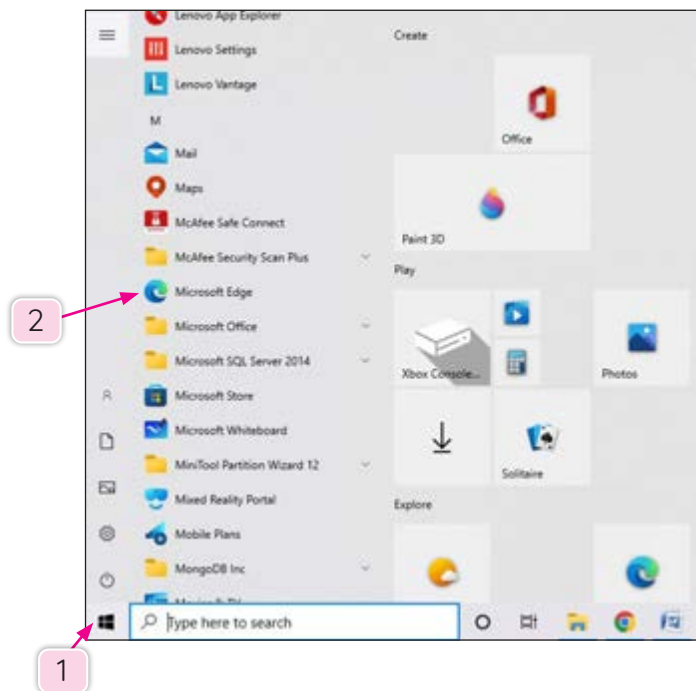 Lenovo App Explorer
Lenovo Settings
Lenovo Vantage
M
Mail
Maps
McAfee Safe Connect
McAfee Security Scan Plus
Microsoft Edge
Microsoft Office
Microsoft SQL Server 2014
Microsoft Store
Microsoft Whiteboard
MiniTool Partition Wizard 12
Mixed Reality Portal
Mobile Plans
MongoDB Inc
Create
Office
Paint 3D
Play
Xbox Console...
Photos
Solitaire
Explore
Type here to search
2
1